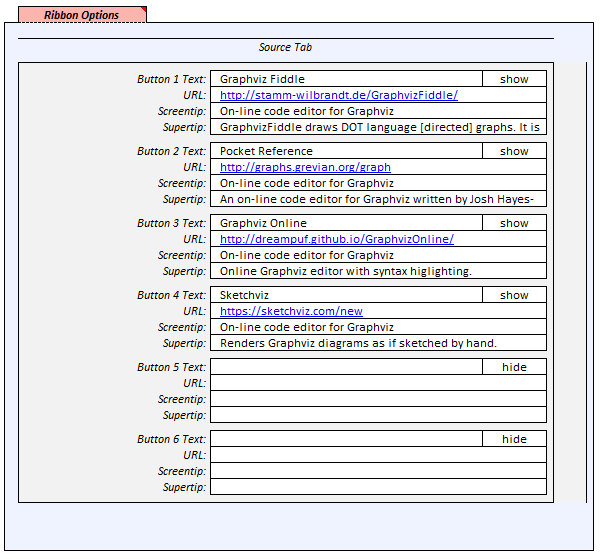 Ribbon Options
Source Tab
Button 1 Text: Graphviz Fiddle show
URL: http://stamm-wilbrandt.de/GraphvizFiddle/
Screentip: On-line code editor for Graphviz
Supertip: GraphvizFiddle draws DOT language [directed] graphs. It is
Button 2 Text: Pocket Reference show
URL: http://graphs.grevian.org/graph
Screentip: On-line code editor for Graphviz
Supertip: An on-line code editor for Graphviz written by Josh Hayes-
Button 3 Text: Graphviz Online show
URL: http://dreampuf.github.io/GraphvizOnline/
Screentip: On-line code editor for Graphviz
Supertip: Online Graphviz editor with syntax higlighting.
Button 4 Text: Sketchviz show
URL: https://sketchviz.com/new
Screentip: On-line code editor for Graphviz
Supertip: Renders Graphviz diagrams as if sketched by hand.
Button 5 Text: hide
URL:
Screentip:
Supertip:
Button 6 Text: hide
URL:
Screentip:
Supertip: